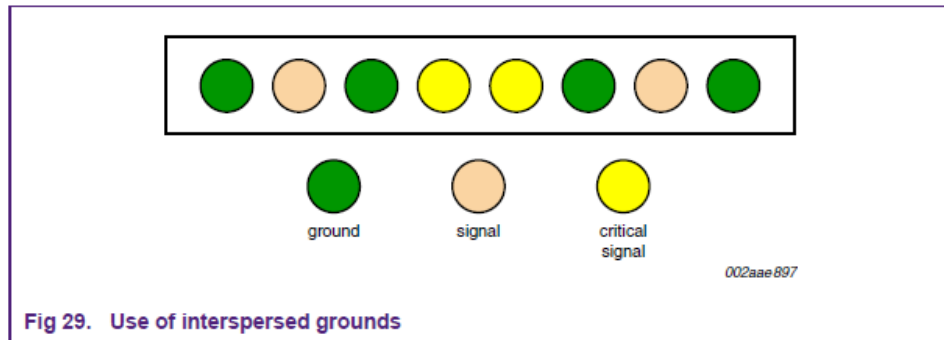 ground
signal
critical
signal
002aae897
Fig 29. Use of interspersed grounds